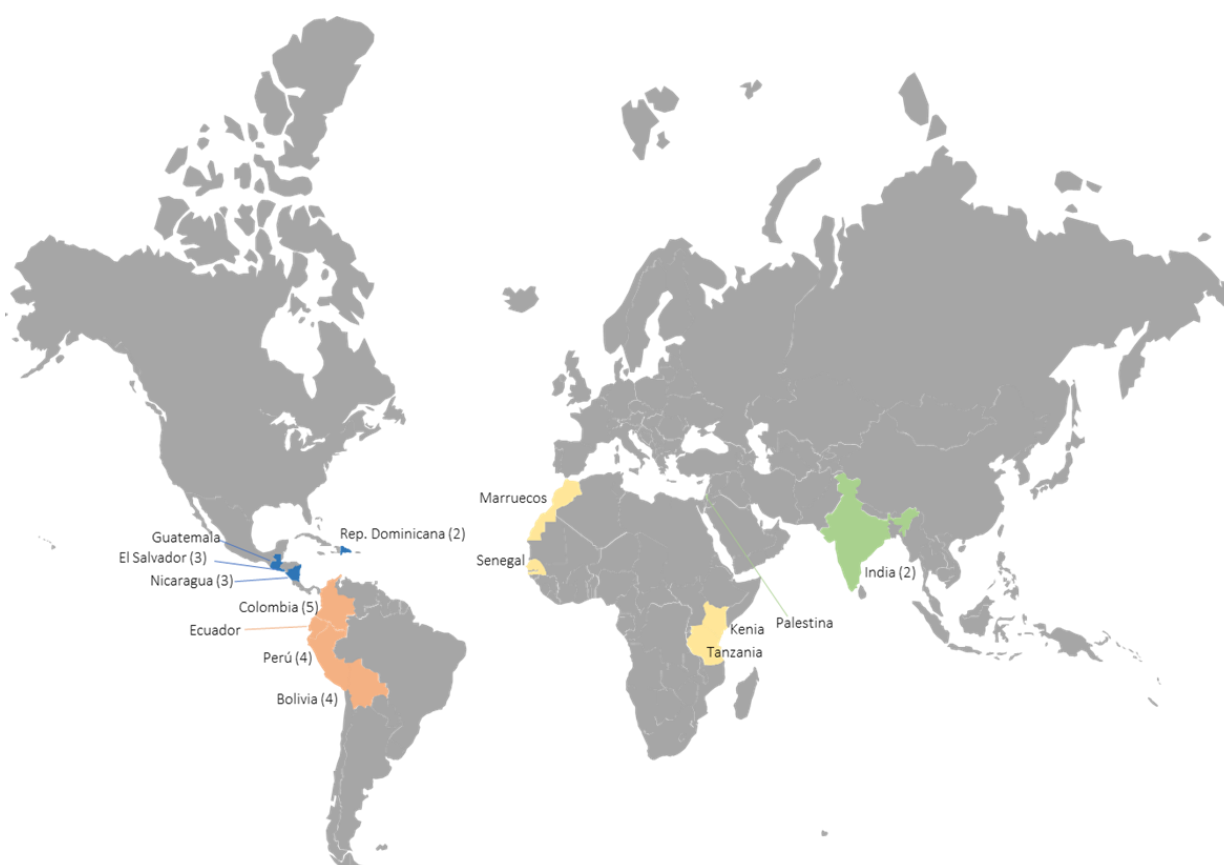 Marruecos
Rep. Dominicana (2)
Guatemala
El Salvador (3)
Senegal
Nicaragua (3)
India (2)
Colombia (5)
Palestina
Ecuador
Kenia
Tanzania
Perú (4)
Bolivia (4)